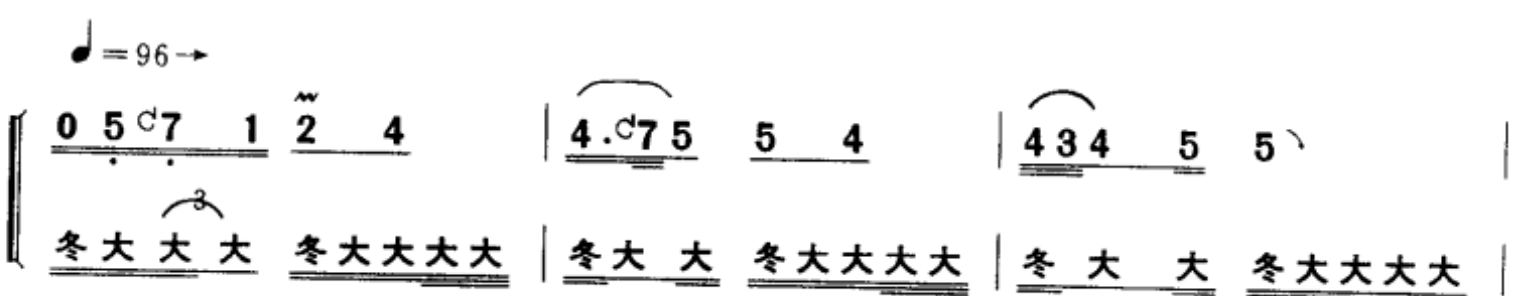 ♩=96→
0 5 7 1 2 4 | 4. 7 5 5 4 | 4 3 4 5 5 |
3
冬 大 大 大 冬 大 大 大 大 | 冬 大 大 冬 大 大 大 大 | 冬 大 大 冬 大 大 大 大